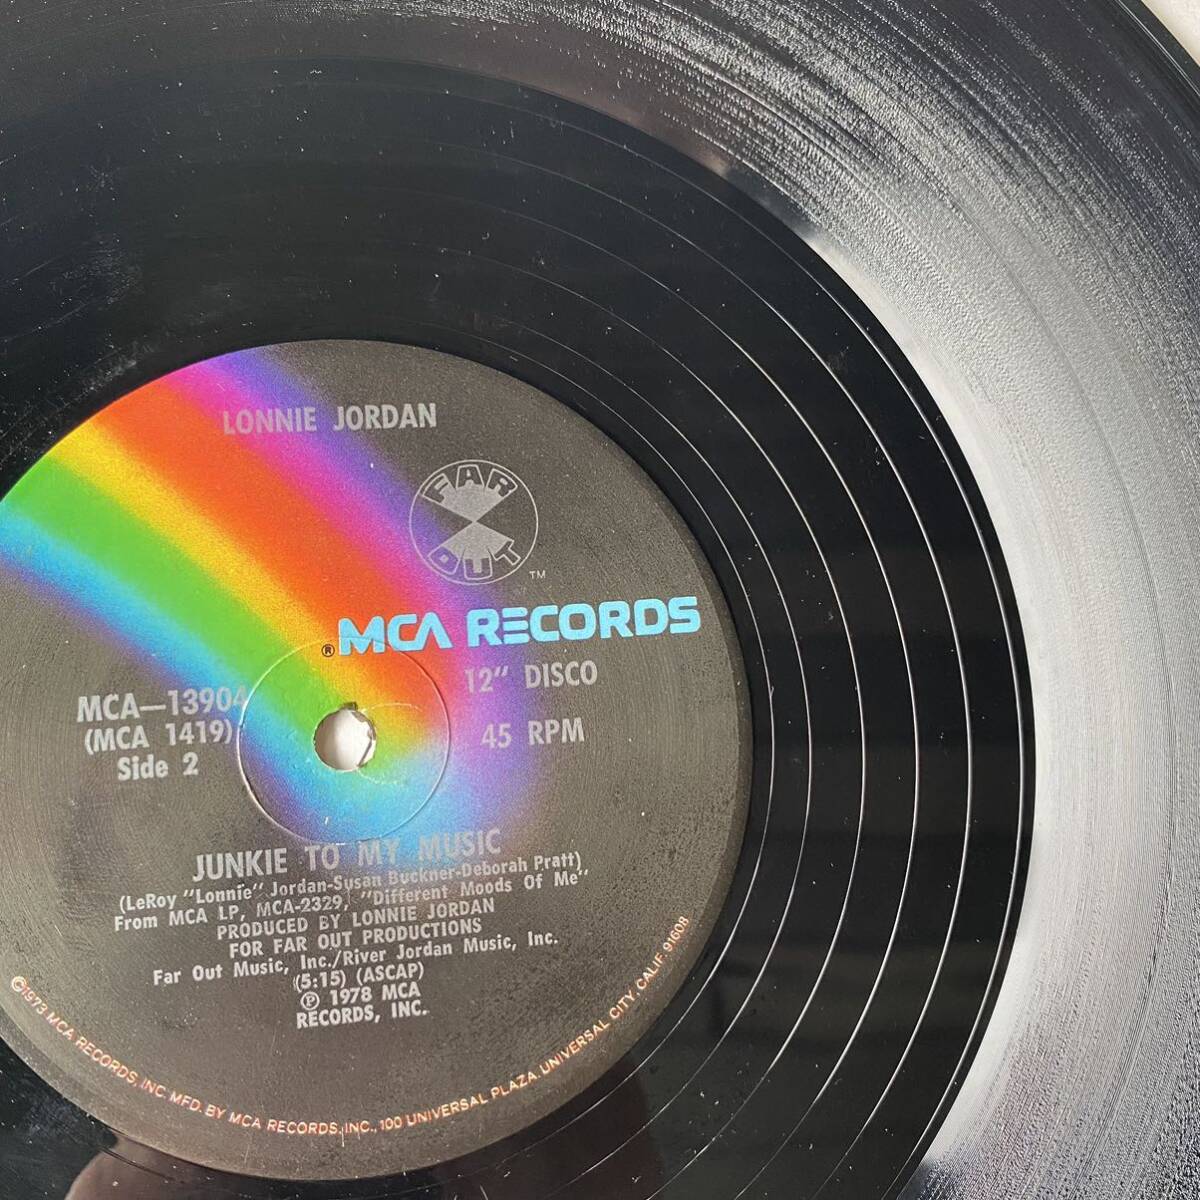 LONNIE JORDAN
FAR
OUT
TM
® MCA RECORDS
12" DISCO
MCA—13904
(MCA 1419)
45 RPM
Side 2
JUNKIE TO MY MUSIC
(LeRoy "Lonnie" Jordan-Susan Buckner-Deborah Pratt)
From MCA LP, MCA-2329, "Different Moods Of Me"
PRODUCED BY LONNIE JORDAN
FOR FAR OUT PRODUCTIONS
Far Out Music, Inc./River Jordan Music, Inc.
(5:15) (ASCAP)
℗ 1978 MCA
RECORDS, INC.
©1973 MCA RECORDS, INC. MFD. BY MCA RECORDS, INC., 100 UNIVERSAL PLAZA, UNIVERSAL CITY, CALIF. 91608